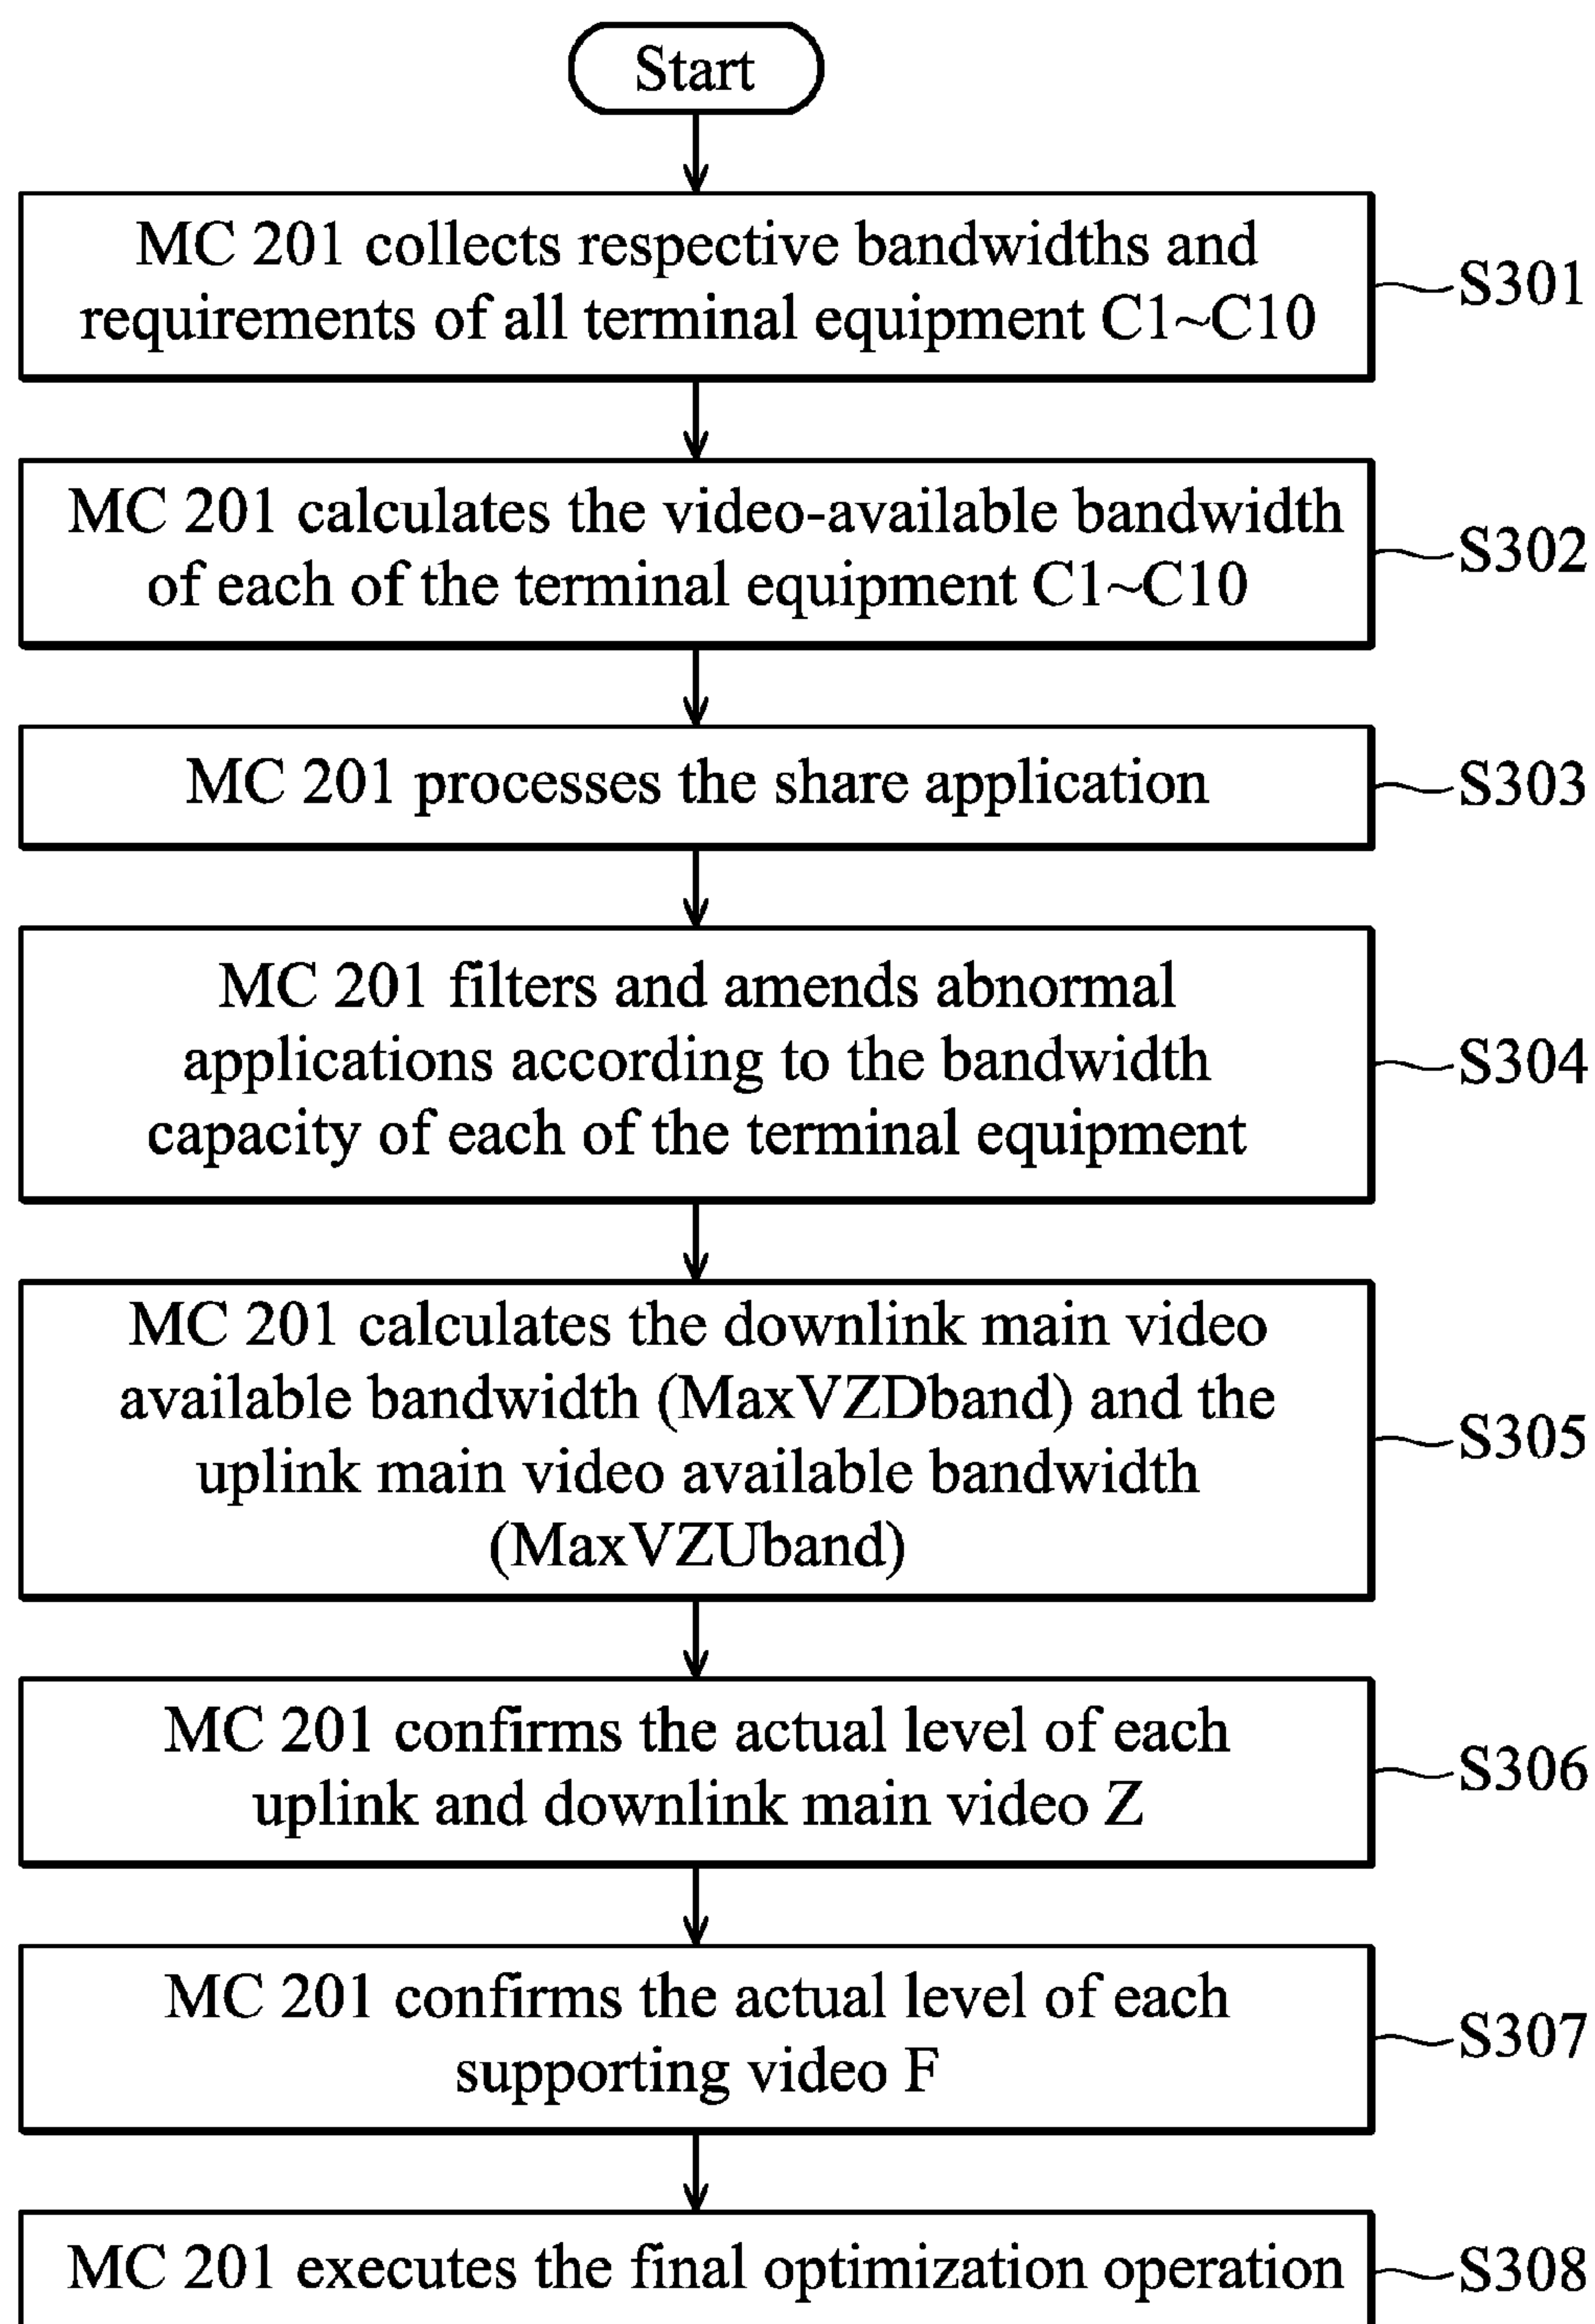 Start
MC 201 collects respective bandwidths and
requirements of all terminal equipment C1~C10
S301
MC 201 calculates the video-available bandwidth
of each of the terminal equipment C1~C10
S302
MC 201 processes the share application
S303
MC 201 filters and amends abnormal
applications according to the bandwidth
capacity of each of the terminal equipment
S304
MC 201 calculates the downlink main video
available bandwidth (MaxVZDband) and the
uplink main video available bandwidth
(MaxVZUband)
S305
MC 201 confirms the actual level of each
uplink and downlink main video Z
S306
MC 201 confirms the actual level of each
supporting video F
S307
MC 201 executes the final optimization operation
S308